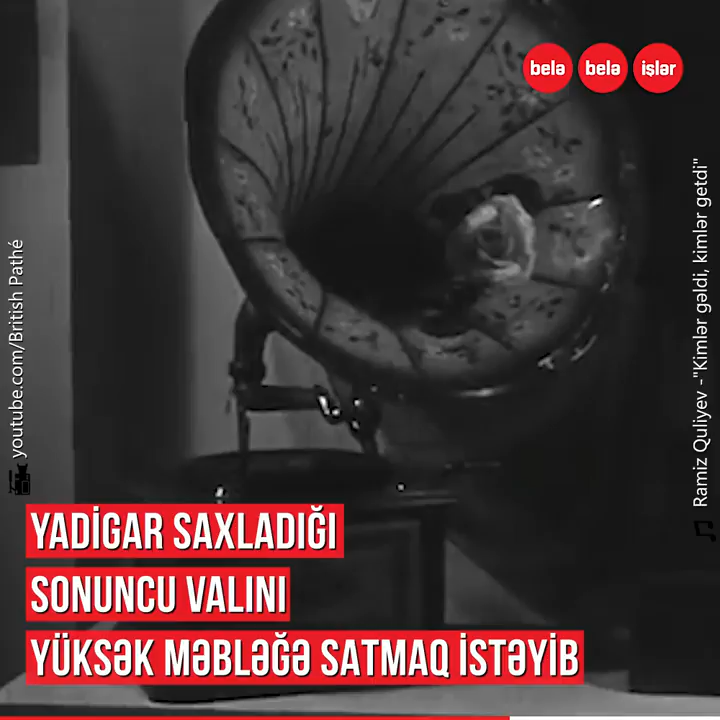 belə belə işlər
youtube.com/British Pathé
Ramiz Quliyev -"Kimlər gəldi, kimlər getdi"
YADİGAR SAXLADIĞI
SONUNCU VALINI
YÜKSƏK MƏBLƏĞƏ SATMAQ İSTƏYİB